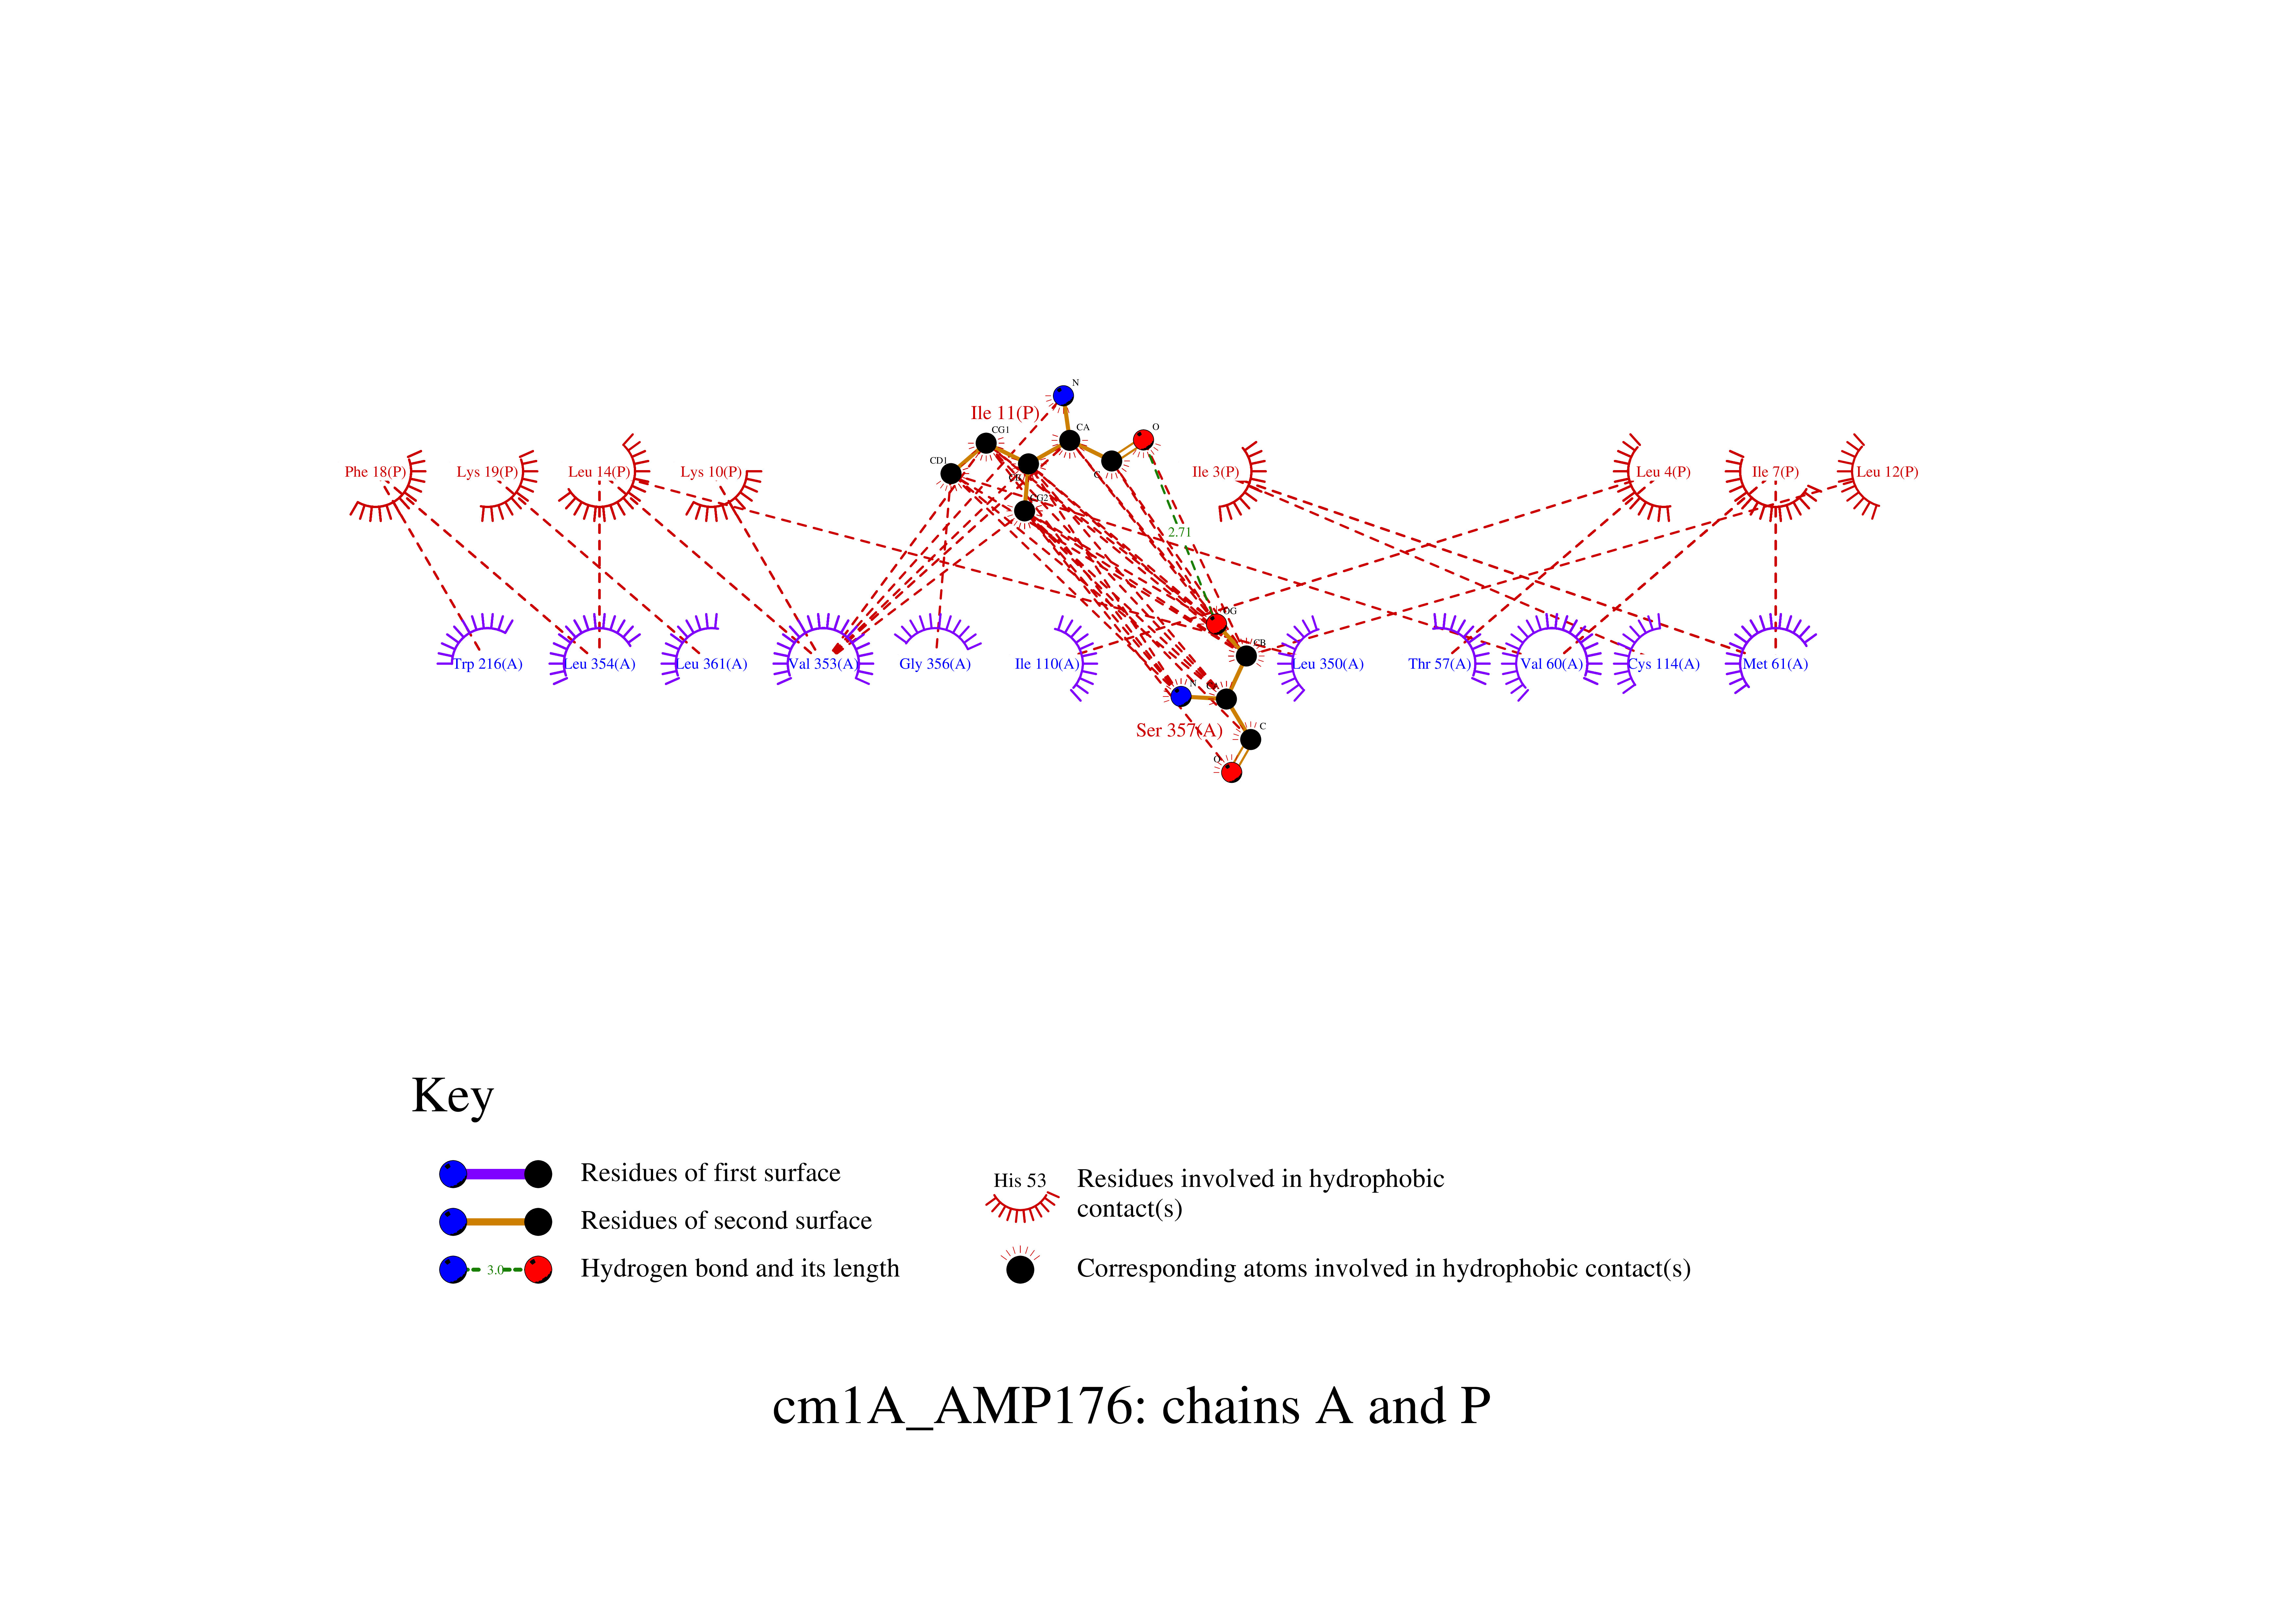 N
Ile 11(P)
CG1
CA
O
CD1
CB
C
CG2
Phe 18(P)
Lys 19(P)
Leu 14(P)
Lys 10(P)
Ile 3(P)
Leu 4(P)
Ile 7(P)
Leu 12(P)
2.71
OG
CB
Trp 216(A)
Leu 354(A)
Leu 361(A)
Val 353(A)
Gly 356(A)
Ile 110(A)
Leu 350(A)
Thr 57(A)
Val 60(A)
Cys 114(A)
Met 61(A)
N
CA
Ser 357(A)
C
O
Key
Residues of first surface
Residues of second surface
3.0
Hydrogen bond and its length
His 53
Residues involved in hydrophobic
contact(s)
Corresponding atoms involved in hydrophobic contact(s)
cm1A_AMP176: chains A and P